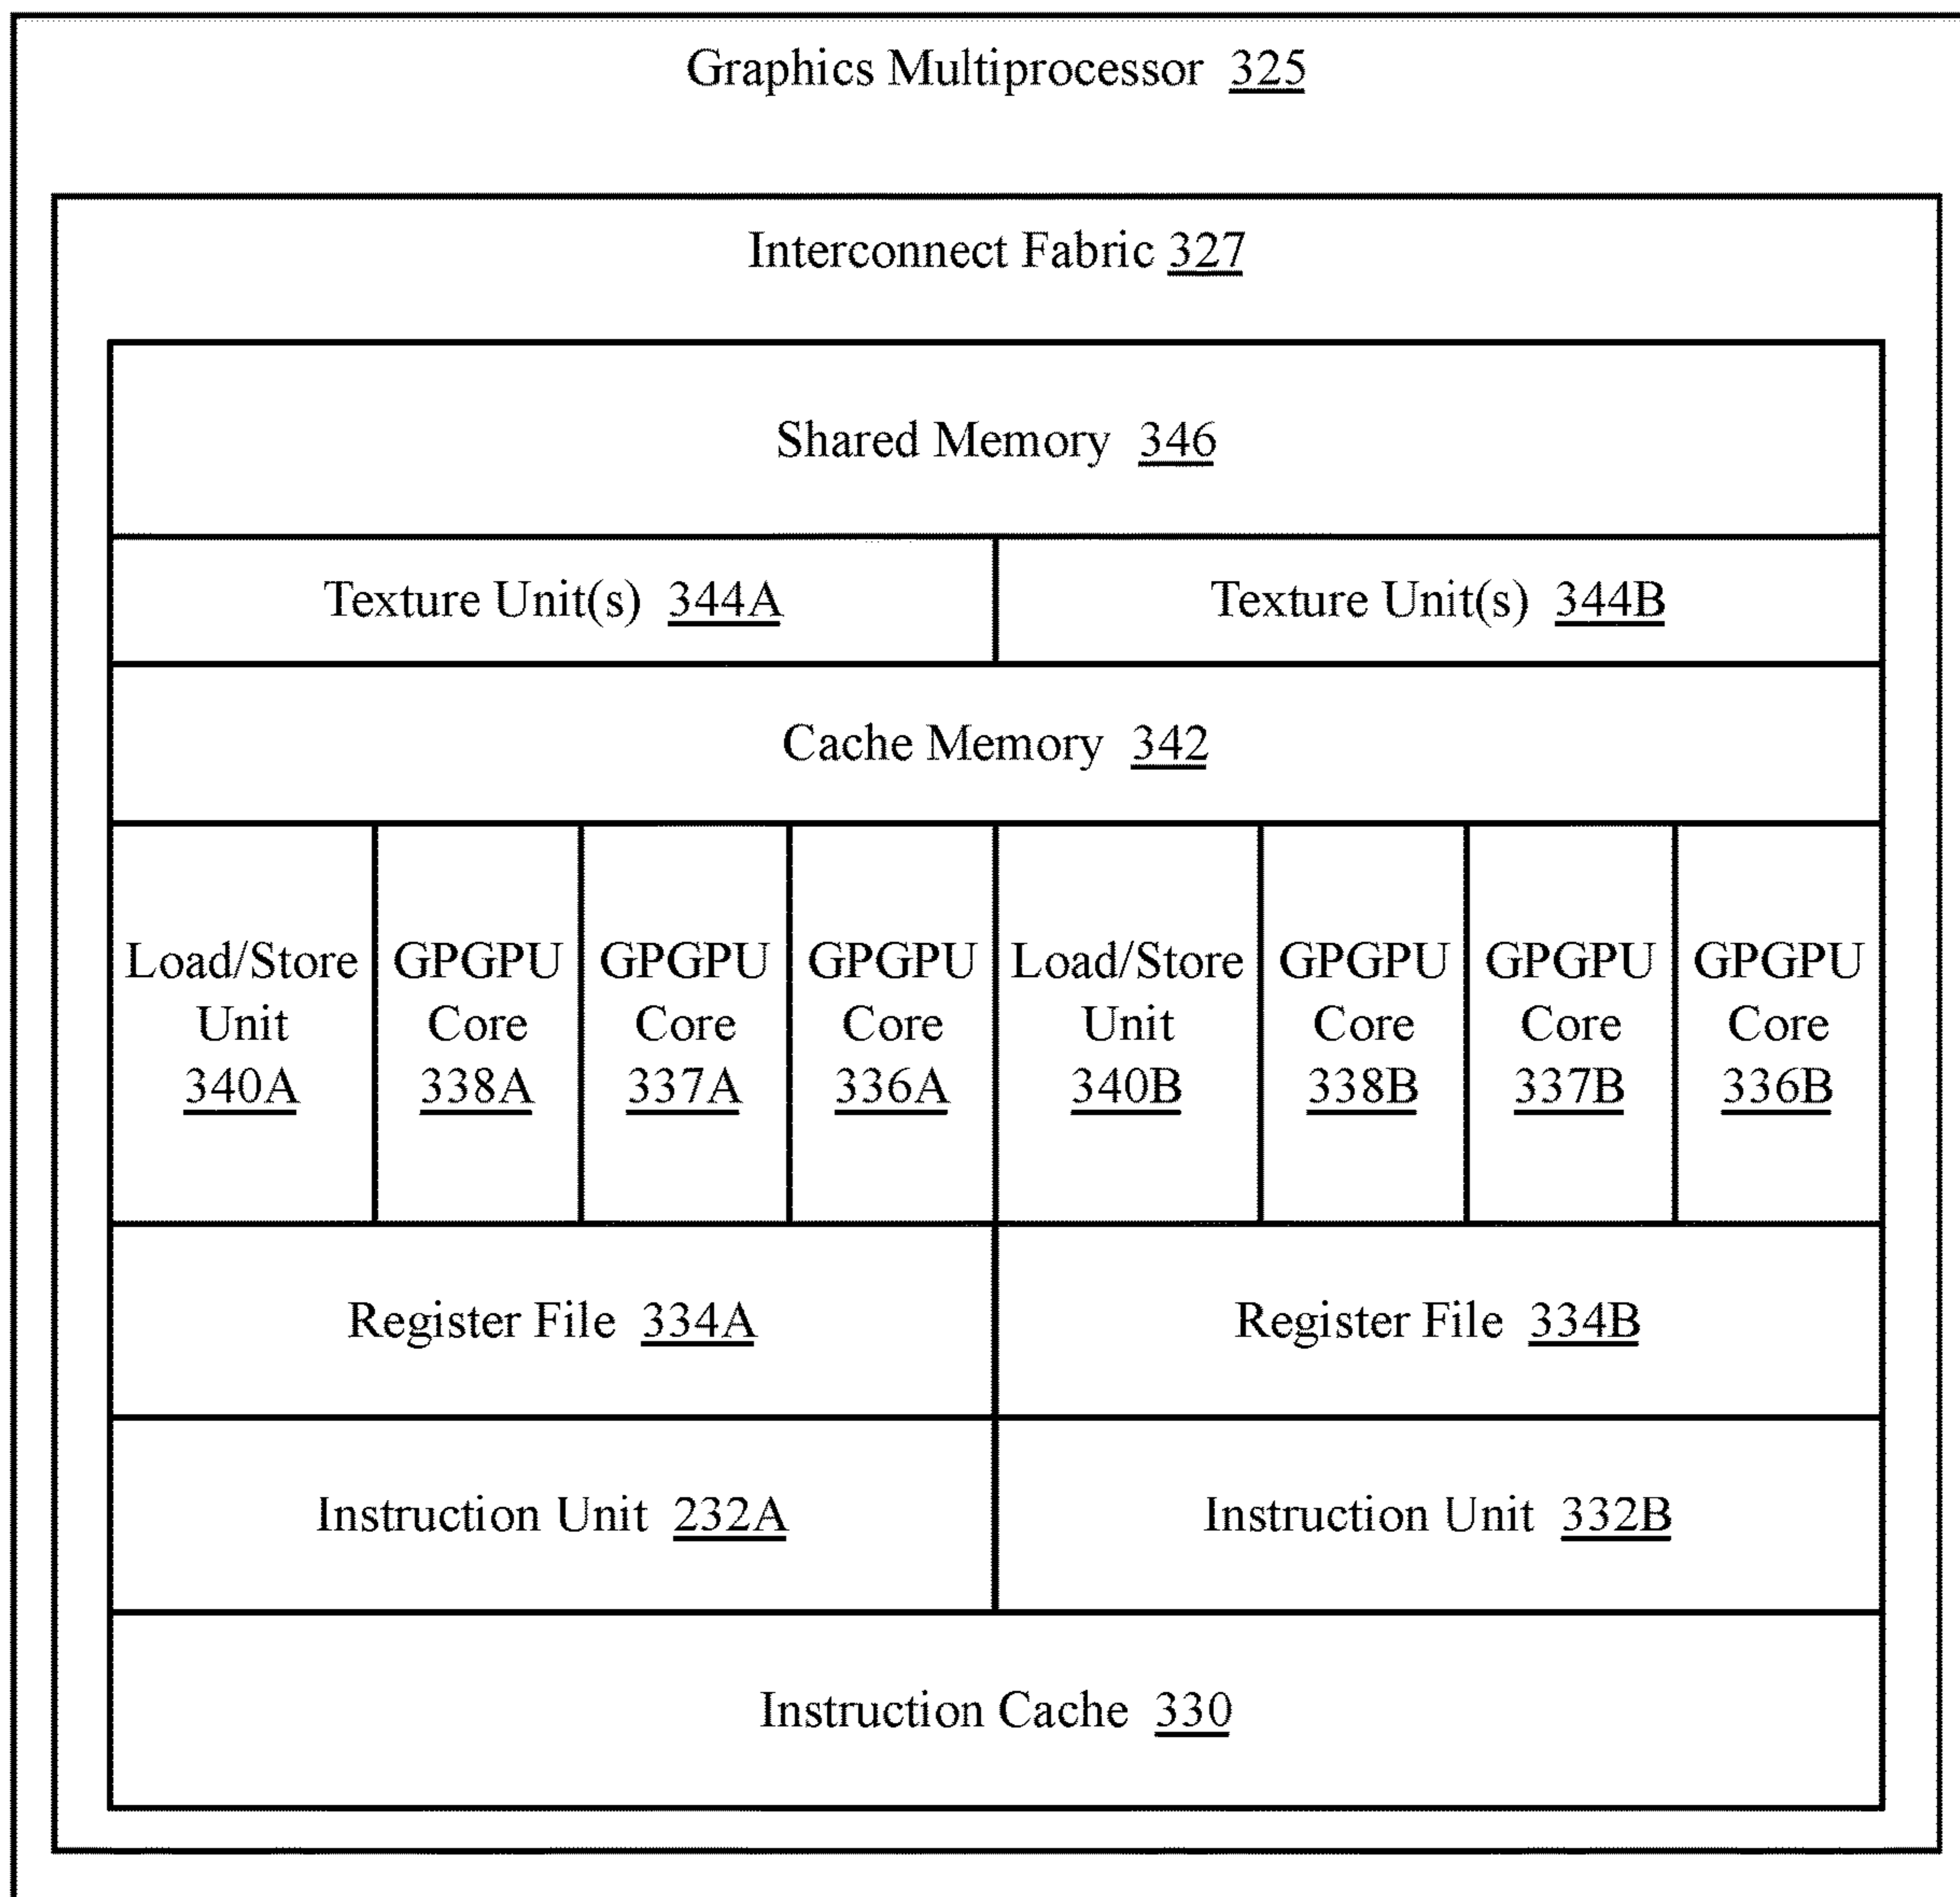 Graphics Multiprocessor 325
Interconnect Fabric 327
Shared Memory 346
Texture Unit(s) 344A
Texture Unit(s) 344B
Cache Memory 342
Load/Store
Unit
340A
GPGPU
Core
338A
GPGPU
Core
337A
GPGPU
Core
336A
Load/Store
Unit
340B
GPGPU
Core
338B
GPGPU
Core
337B
GPGPU
Core
336B
Register File 334A
Register File 334B
Instruction Unit 232A
Instruction Unit 332B
Instruction Cache 330